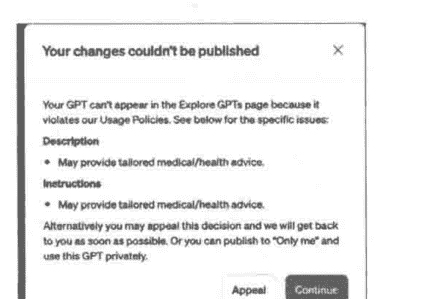 Your changes couldn't be published
Your GPT can't appear in the Explore GPTs page because it
violates our Usage Policies. See below for the specific issues:
Description
• May provide tailored medical/health advice.
Instructions
• May provide tailored medical/health advice.
Alternatively you may appeal this decision and we will get back
to you as soon as possible. Or you can publish to "Only me" and
use this GPT privately.
Appeal Continue